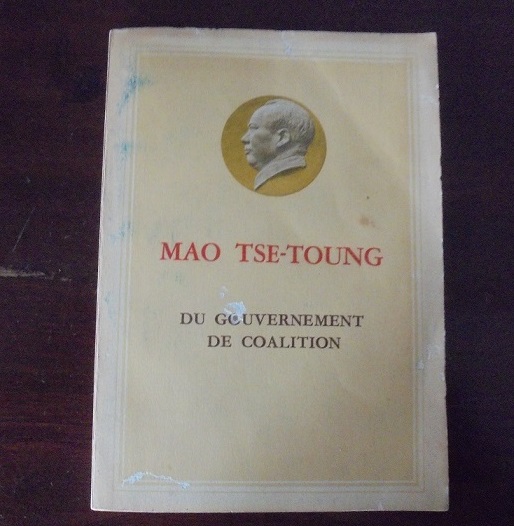 MAO TSE-TOUNG
DU GOUVERNEMENT
DE COALITION